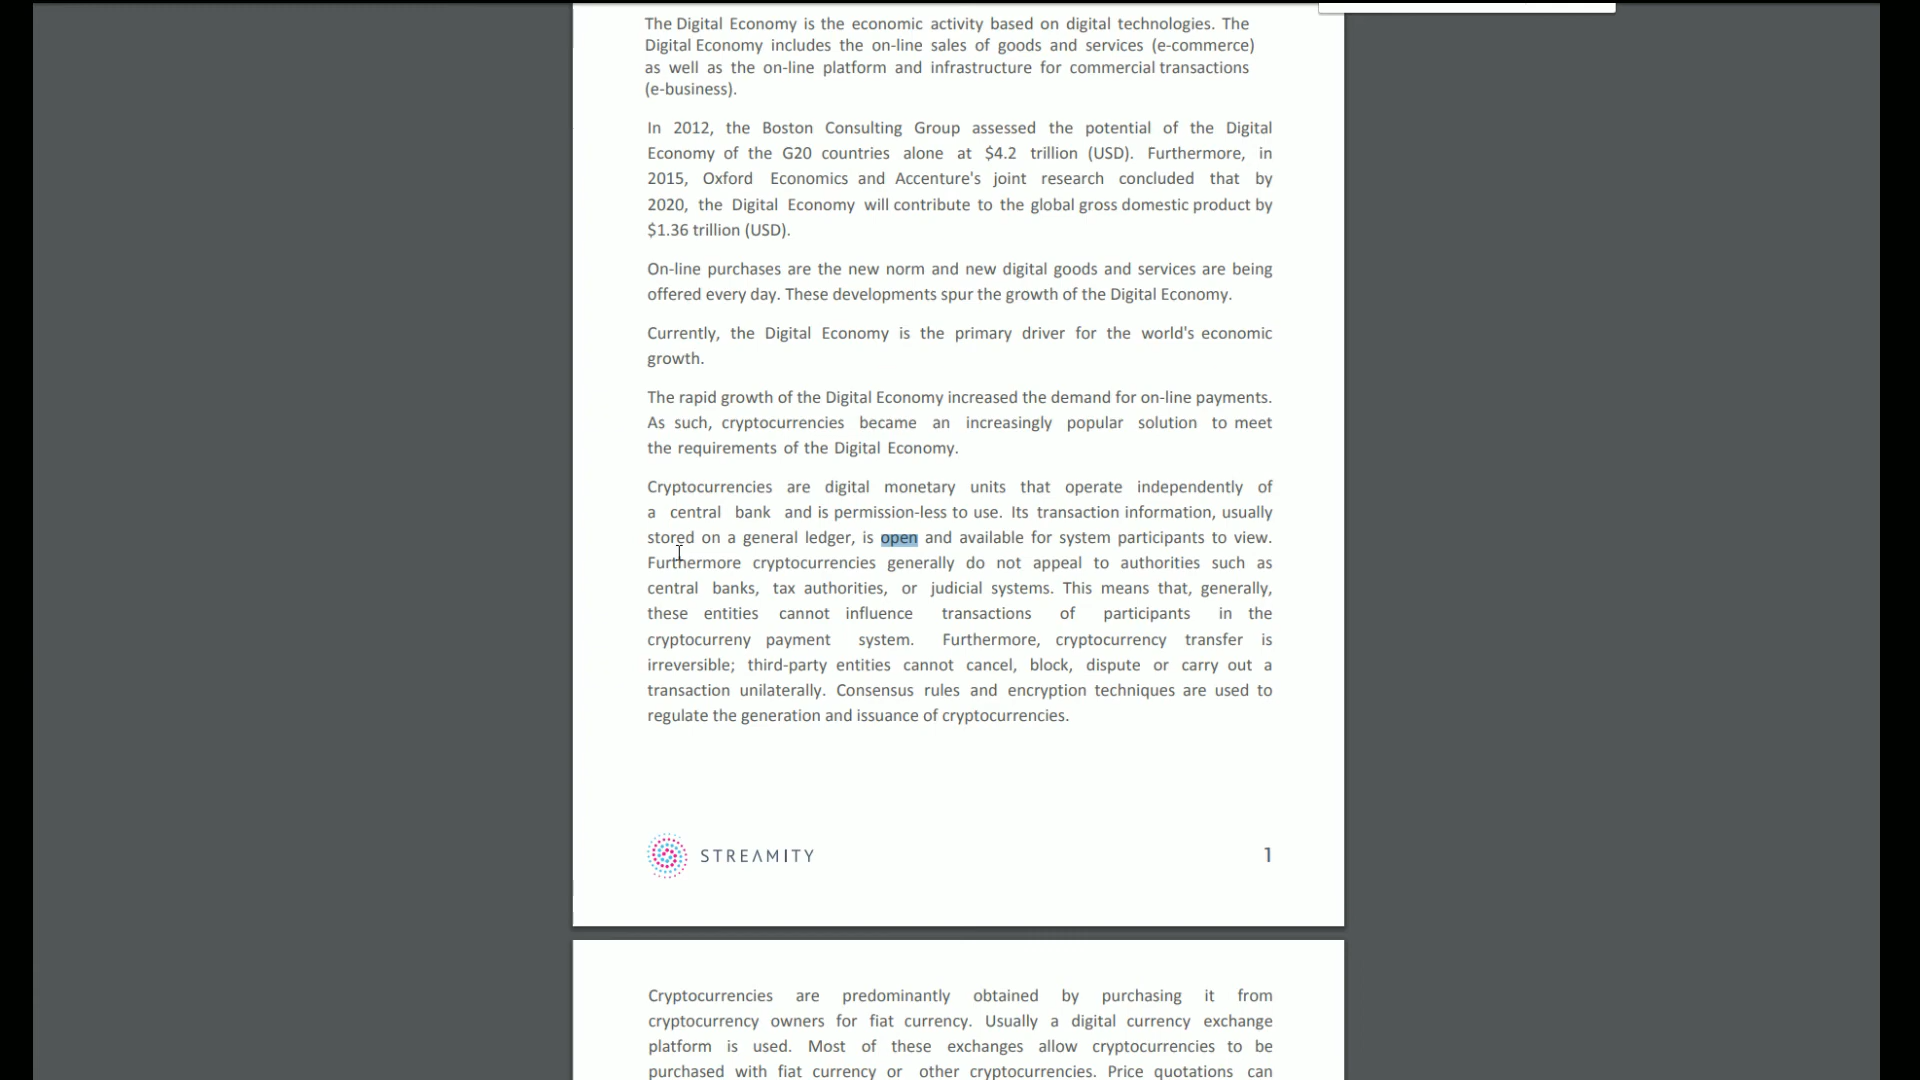 The Digital Economy is the economic activity based on digital technologies. The
Digital Economy includes the on-line sales of goods and services (e-commerce)
as well as the on-line platform and infrastructure for commercial transactions
(e-business).
In 2012, the Boston Consulting Group assessed the potential of the Digital
Economy of the G20 countries alone at $4.2 trillion (USD). Furthermore, in
2015, Oxford Economics and Accenture's joint research concluded that by
2020, the Digital Economy will contribute to the global gross domestic product by
$1.36 trillion (USD).
On-line purchases are the new norm and new digital goods and services are being
offered every day. These developments spur the growth of the Digital Economy.
Currently, the Digital Economy is the primary driver for the world's economic
growth.
The rapid growth of the Digital Economy increased the demand for on-line payments.
As such, cryptocurrencies became an increasingly popular solution to meet
the requirements of the Digital Economy.
Cryptocurrencies are digital monetary units that operate independently of
a central bank and is permission-less to use. Its transaction information, usually
stored on a general ledger, is open and available for system participants to view.
Furthermore cryptocurrencies generally do not appeal to authorities such as
central banks, tax authorities, or judicial systems. This means that, generally,
these entities cannot influence transactions of participants in the
cryptocurreny payment system. Furthermore, cryptocurrency transfer is
irreversible; third-party entities cannot cancel, block, dispute or carry out a
transaction unilaterally. Consensus rules and encryption techniques are used to
regulate the generation and issuance of cryptocurrencies.
STREAMITY 1
Cryptocurrencies are predominantly obtained by purchasing it from
cryptocurrency owners for fiat currency. Usually a digital currency exchange
platform is used. Most of these exchanges allow cryptocurrencies to be
purchased with fiat currency or other cryptocurrencies. Price quotations can